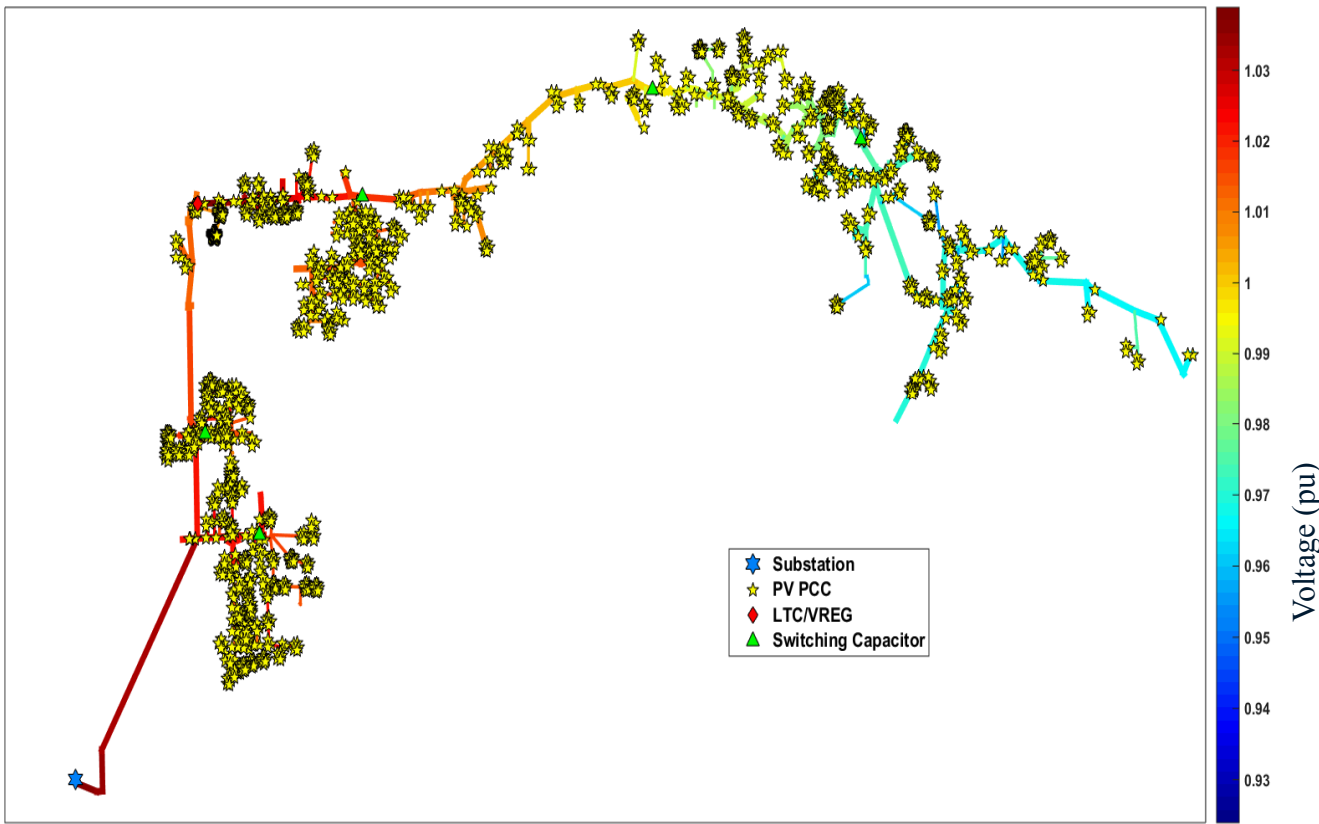 1.03
1.02
1.01
1
0.99
0.98
0.97
0.96
0.95
0.94
0.93
Voltage (pu)
Substation
PV PCC
LTC/VREG
Switching Capacitor